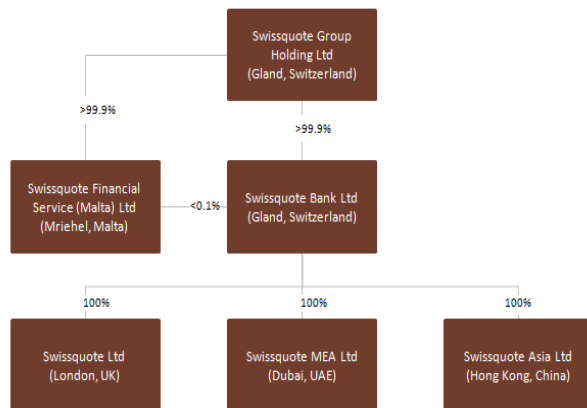 Swissquote Group
Holding Ltd
(Gland, Switzerland)
>99.9%
>99.9%
Swissquote Financial
Service (Malta) Ltd
(Mriehel, Malta)
<0.1%
Swissquote Bank Ltd
(Gland, Switzerland)
100%
100%
100%
Swissquote Ltd
(London, UK)
Swissquote MEA Ltd
(Dubai, UAE)
Swissquote Asia Ltd
(Hong Kong, China)